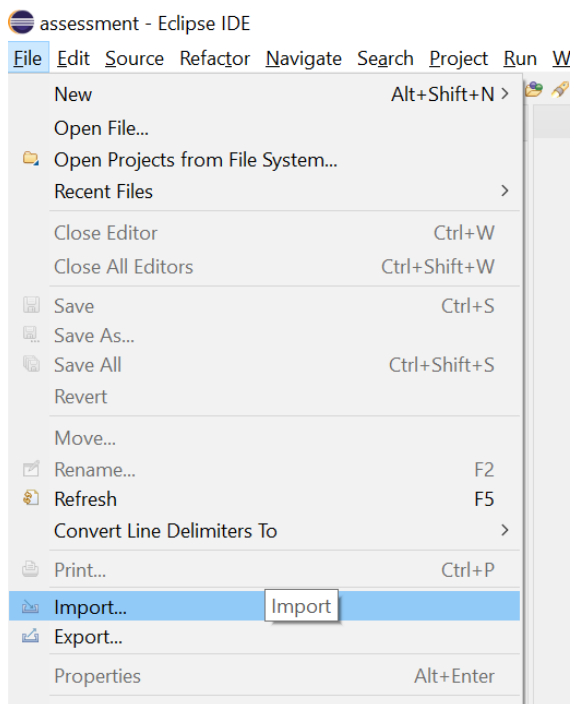 assessment - Eclipse IDE
File Edit Source Refactor Navigate Search Project Run W
New Alt+Shift+N >
Open File...
Open Projects from File System...
Recent Files >
Close Editor Ctrl+W
Close All Editors Ctrl+Shift+W
Save Ctrl+S
Save As...
Save All Ctrl+Shift+S
Revert
Move...
Rename... F2
Refresh F5
Convert Line Delimiters To >
Print... Ctrl+P
Import... Import
Export...
Properties Alt+Enter